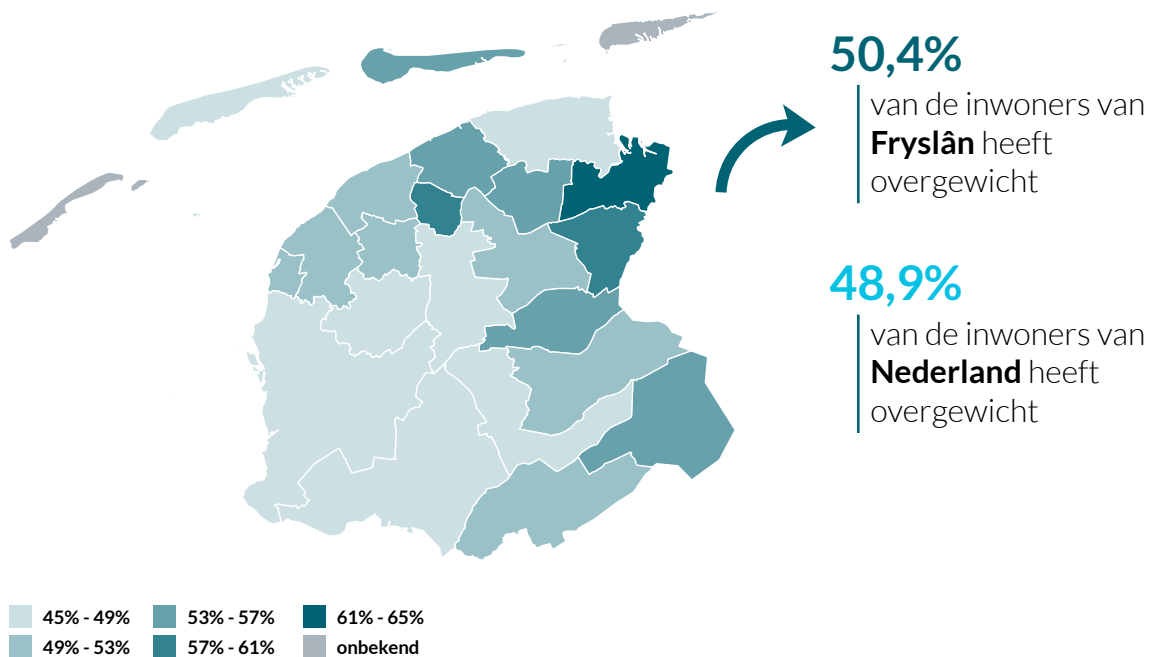 50,4%
van de inwoners van
Fryslân heeft
overgewicht
48,9%
van de inwoners van
Nederland heeft
overgewicht
45% - 49%
53% - 57%
61% - 65%
49% - 53%
57% - 61%
onbekend